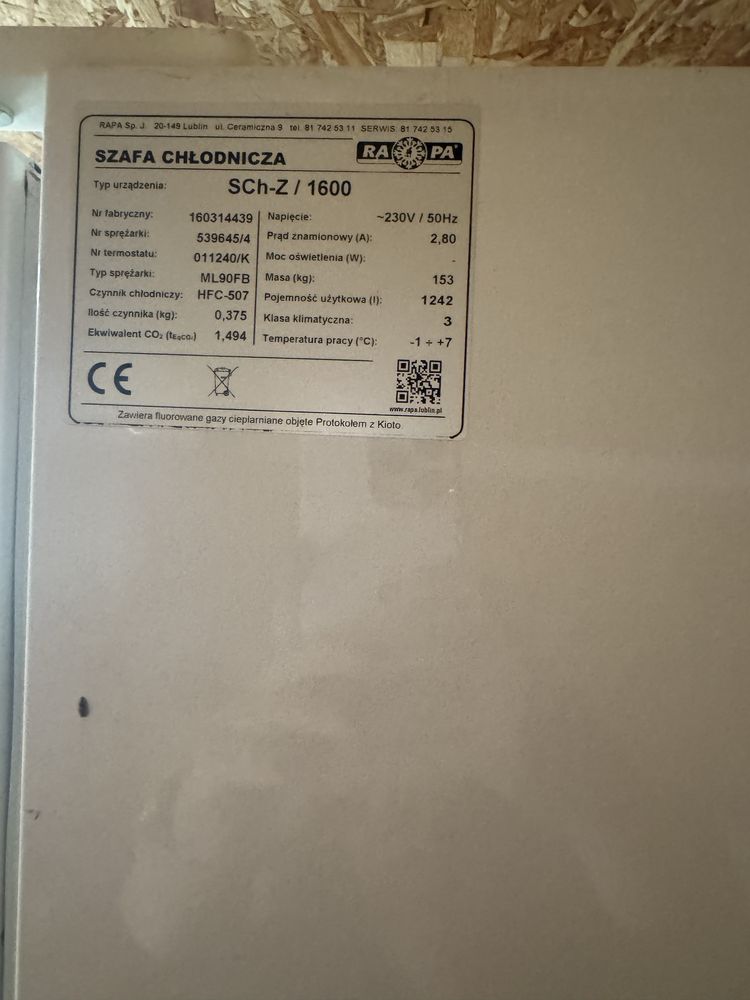 RAPA Sp. J. 20-149 Lublin ul. Ceramiczna 9 tel. 81 742 53 11 SERWIS 81 742 53 15
SZAFA CHŁODNICZA
RAPA
Typ urządzenia: SCh-Z / 1600
Nr fabryczny: 160314439
Nr sprężarki: 539645/4
Nr termostatu: 011240/K
Typ sprężarki: ML90FB
Czynnik chłodniczy: HFC-507
Ilość czynnika (kg): 0,375
Ekwiwalent CO₂ (tEqCO₂) 1,494
Napięcie: ~230V / 50Hz
Prąd znamionowy (A): 2,80
Moc oświetlenia (W): -
Masa (kg): 153
Pojemność użytkowa (l): 1242
Klasa klimatyczna: 3
Temperatura pracy (°C): -1 ÷ +7
CE
www.rapa.lublin.pl
Zawiera fluorowane gazy cieplarniane objęte Protokołem z Kioto